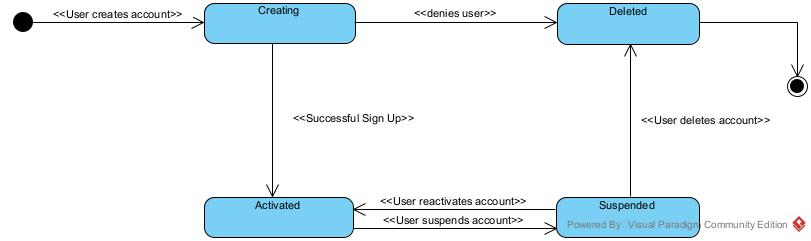 <<User creates account>>
Creating
<<denies user>>
Deleted
<<Successful Sign Up>>
<<User deletes account>>
Activated
<<User reactivates account>>
<<User suspends account>>
Suspended
Powered By Visual Paradigm Community Edition